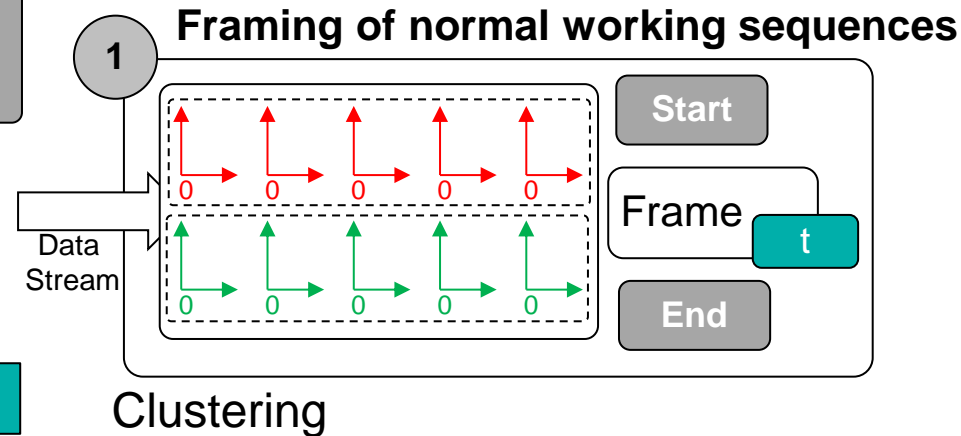 Framing of normal working sequences
1
Start
0 0 0 0 0
Frame
t
Data
Stream
0 0 0 0 0
End
Clustering